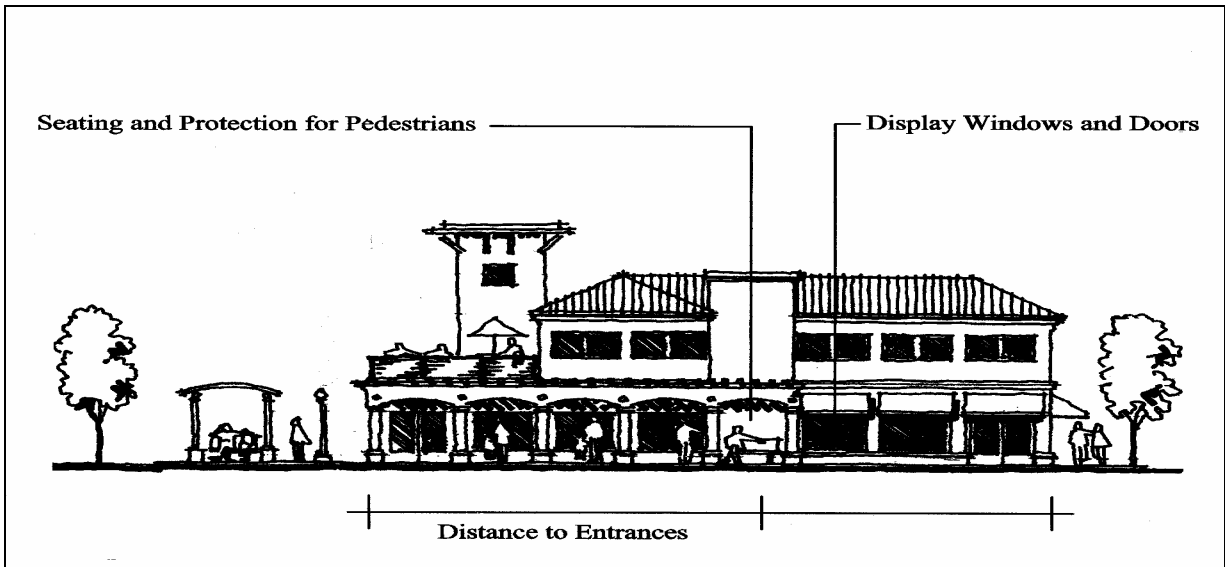 Seating and Protection for Pedestrians
Display Windows and Doors
Distance to Entrances